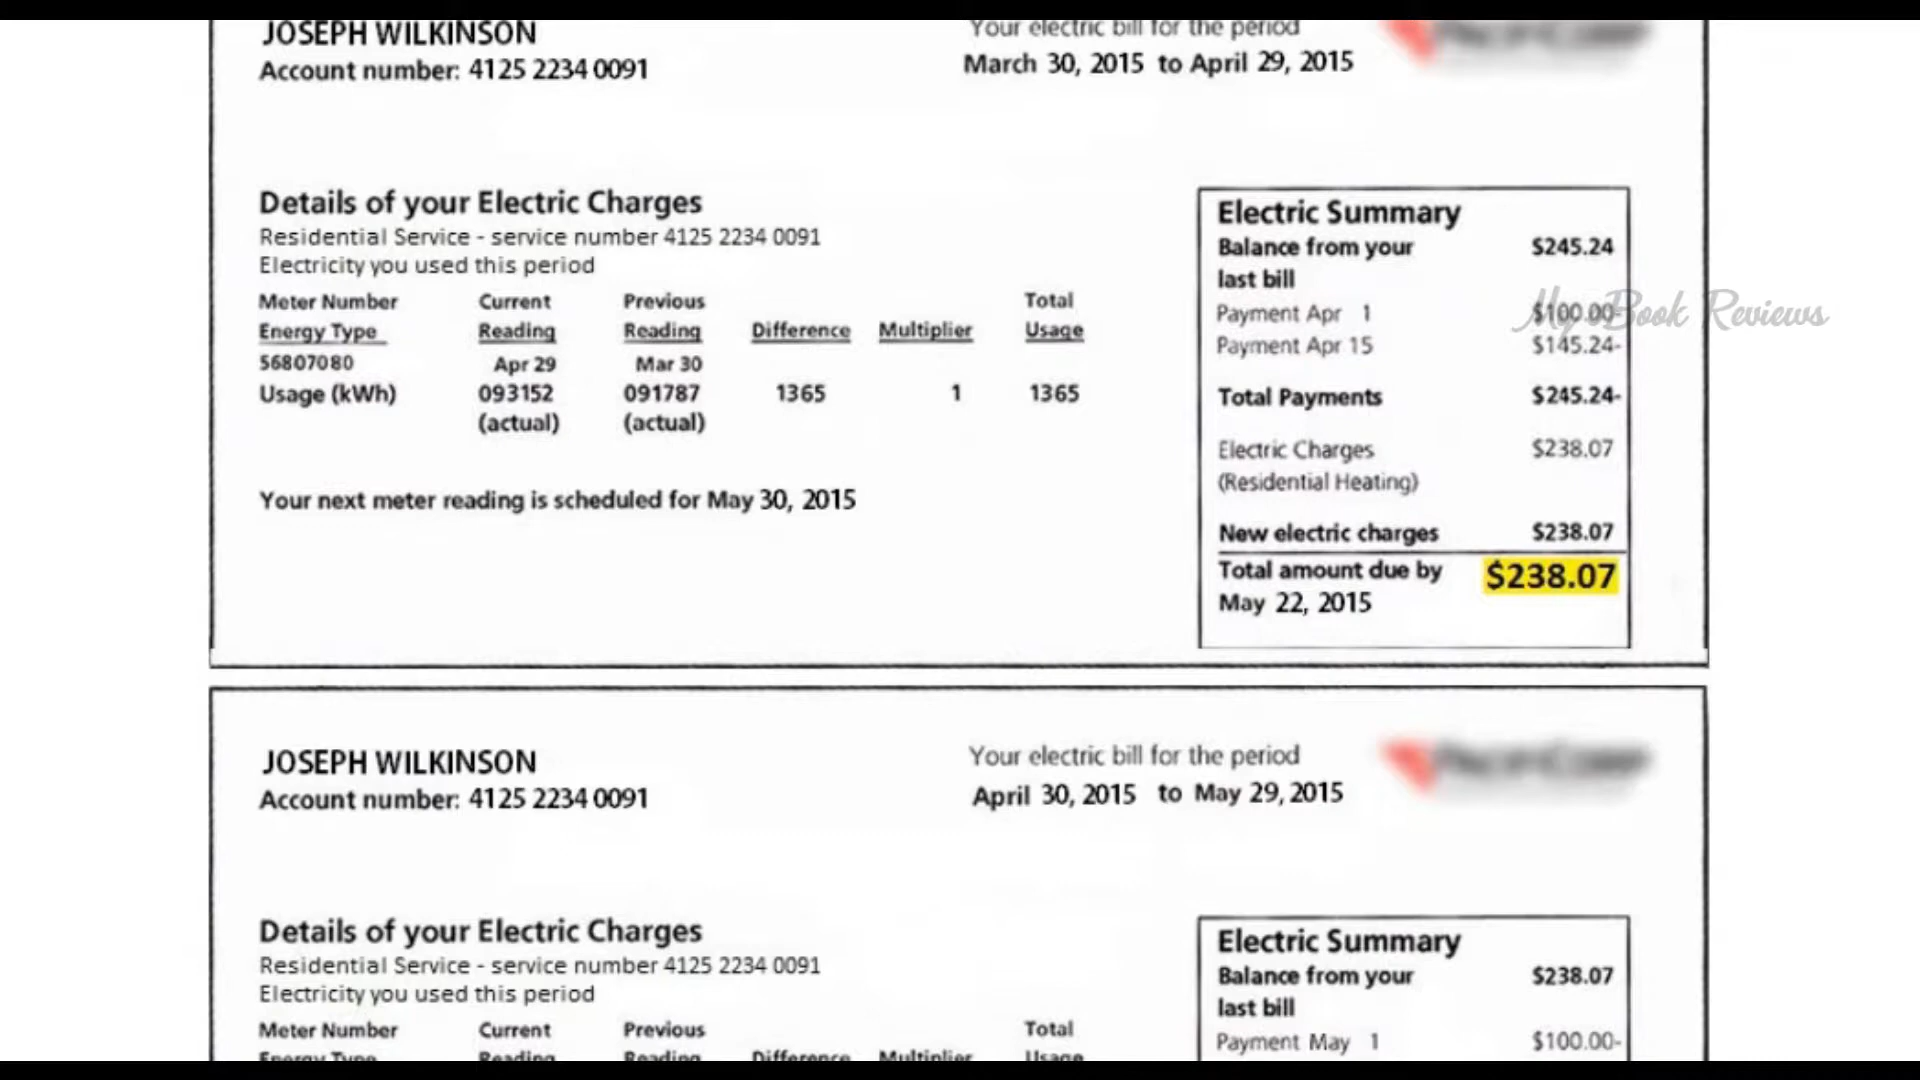 JOSEPH WILKINSON
Account number: 4125 2234 0091
Your electric bill for the period
March 30, 2015 to April 29, 2015
Details of your Electric Charges
Residential Service - service number 4125 2234 0091
Electricity you used this period
Meter Number Current Previous Total
Energy Type Reading Reading Difference Multiplier Usage
56807080 Apr 29 Mar 30
Usage (kWh) 093152 091787 1365 1 1365
(actual) (actual)
Your next meter reading is scheduled for May 30, 2015
Electric Summary
Balance from your $245.24
last bill
Payment Apr 1 $100.00-
Payment Apr 15 $145.24-
Total Payments $245.24-
Electric Charges $238.07
(Residential Heating)
New electric charges $238.07
Total amount due by $238.07
May 22, 2015
My eBook Reviews
JOSEPH WILKINSON
Account number: 4125 2234 0091
Your electric bill for the period
April 30, 2015 to May 29, 2015
Details of your Electric Charges
Residential Service - service number 4125 2234 0091
Electricity you used this period
Meter Number Current Previous Total
Energy Type Reading Reading Difference Multiplier Usage
Electric Summary
Balance from your $238.07
last bill
Payment May 1 $100.00-